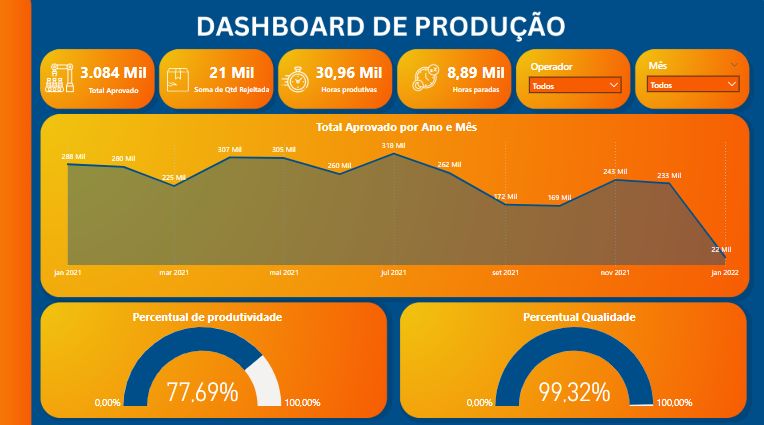 DASHBOARD DE PRODUÇÃO
3.084 Mil
Total Aprovado
21 Mil
Soma de Qtd Rejeitada
30,96 Mil
Horas produtivas
8,89 Mil
Horas paradas
Operador
Todos
Mês
Todos
Total Aprovado por Ano e Mês
288 Mil
280 Mil
225 Mil
307 Mil
305 Mil
260 Mil
318 Mil
262 Mil
172 Mil
169 Mil
243 Mil
233 Mil
22 Mil
jan 2021
mar 2021
mai 2021
jul 2021
set 2021
nov 2021
jan 2022
Percentual de produtividade
77,69%
0,00%
100,00%
Percentual Qualidade
99,32%
0,00%
100,00%